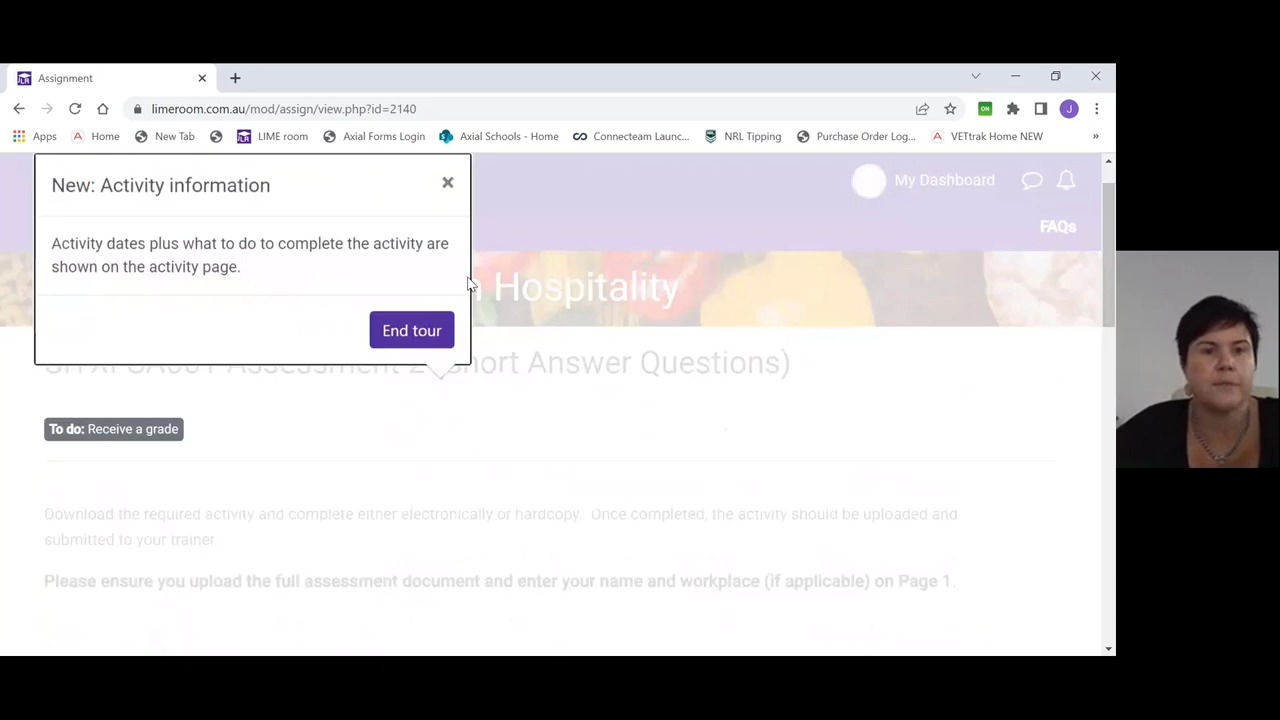 Assignment
limeroom.com.au/mod/assign/view.php?id=2140
ON
J
Apps
Home
New Tab
LIME room
Axial Forms Login
Axial Schools - Home
Connecteam Launc...
NRL Tipping
Purchase Order Log...
VETtrak Home NEW
»
New: Activity information
Activity dates plus what to do to complete the activity are
shown on the activity page.
End tour
My Dashboard
FAQs
n Hospitality
Assessment 2 (Short Answer Questions)
To do: Receive a grade
Download the required activity and complete either electronically or hardcopy. Once completed, the activity should be uploaded and
submitted to your trainer.
Please ensure you upload the full assessment document and enter your name and workplace (if applicable) on Page 1.